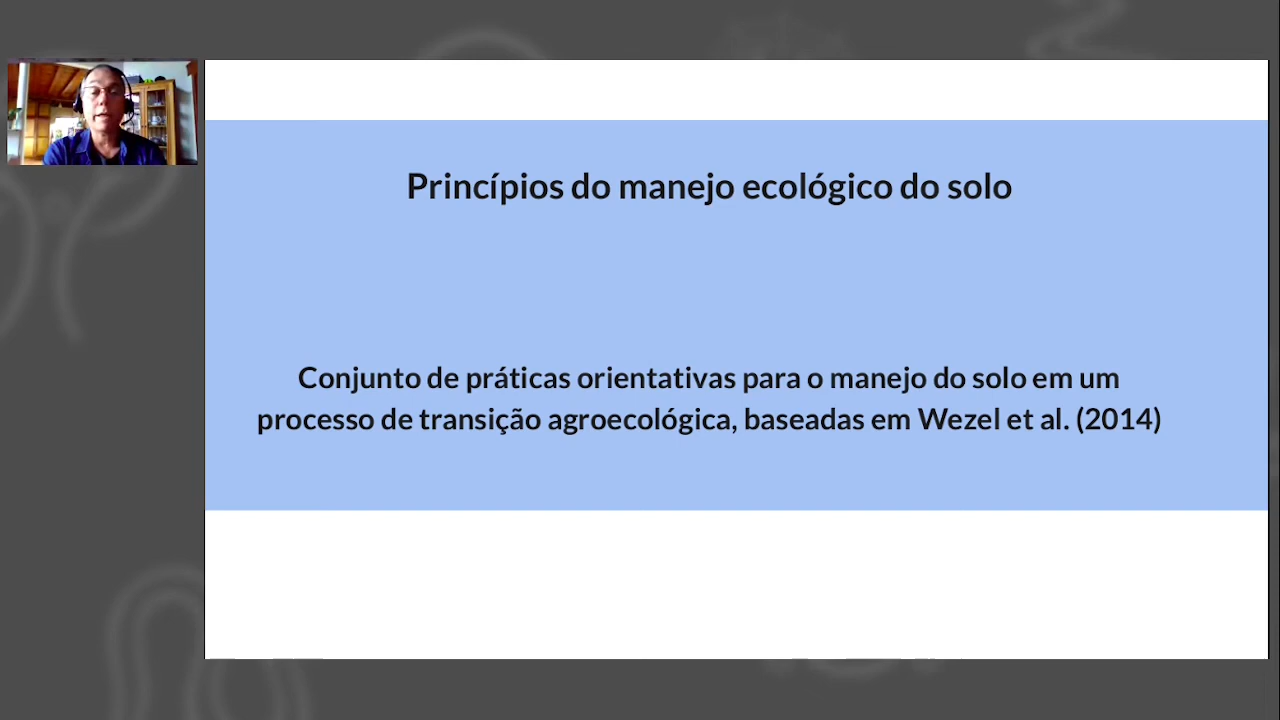 Princípios do manejo ecológico do solo
Conjunto de práticas orientativas para o manejo do solo em um
processo de transição agroecológica, baseadas em Wezel et al. (2014)